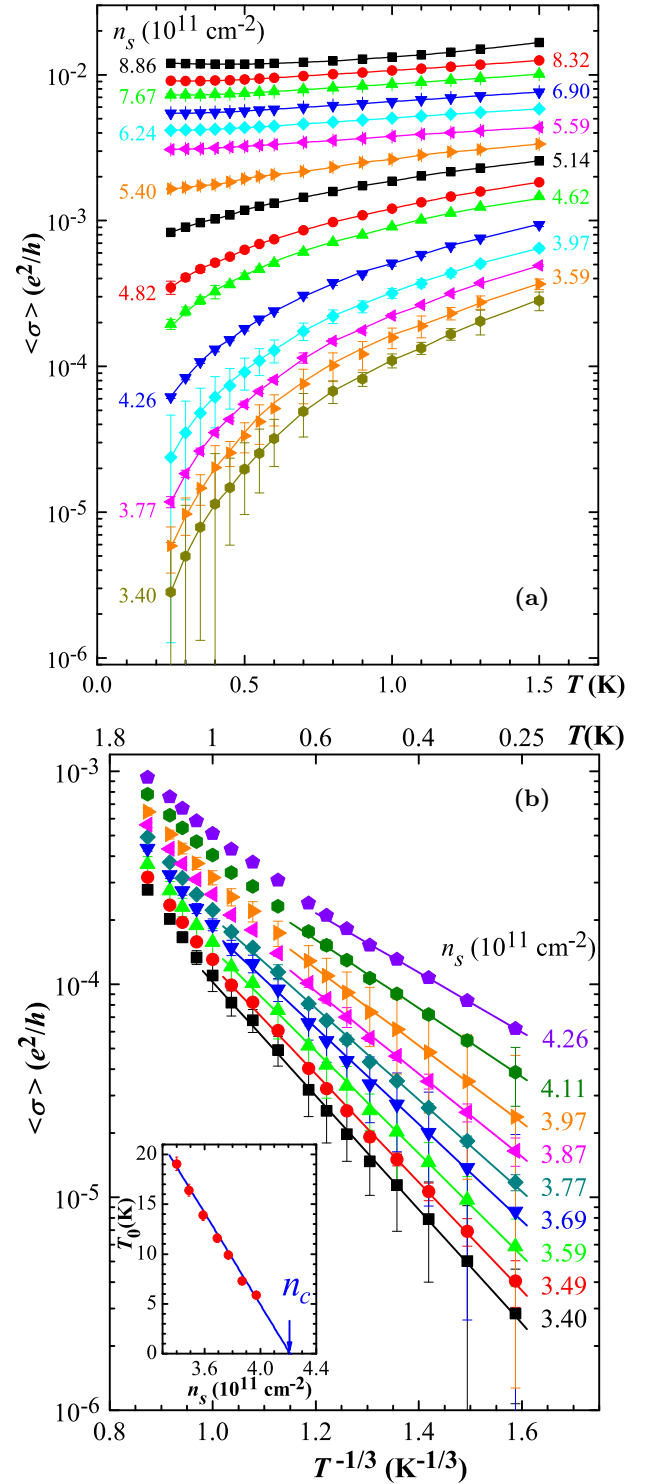 n_s (10^11 cm^-2)
8.86
8.32
7.67
6.90
6.24
5.59
5.40
5.14
4.82
4.62
4.26
3.97
3.77
3.59
3.40
10^-2
10^-3
10^-4
10^-5
10^-6
<σ> (e^2/h)
(a)
0.0 0.5 1.0 1.5
T (K)
1.8 1 0.6 0.4 0.25
T(K)
(b)
10^-3
10^-4
10^-5
10^-6
<σ> (e^2/h)
n_s (10^11 cm^-2)
4.26
4.11
3.97
3.87
3.77
3.69
3.59
3.49
3.40
20
15
10
5
0
T_0(K)
n_c
3.6 4.0 4.4
n_s (10^11 cm^-2)
0.8 1.0 1.2 1.4 1.6
T^-1/3 (K^-1/3)